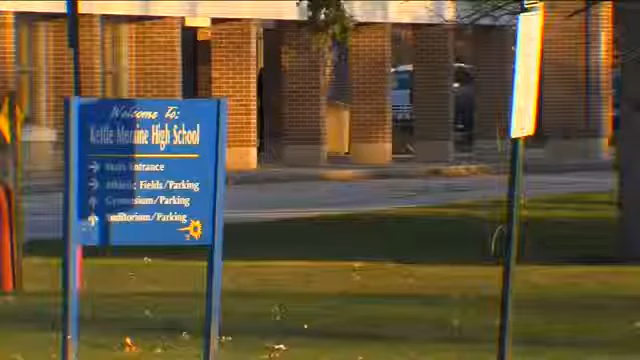 Welcome To:
Kettle Moraine High School
Main Entrance
Athletic Fields/Parking
Gymnasium/Parking
Auditorium/Parking